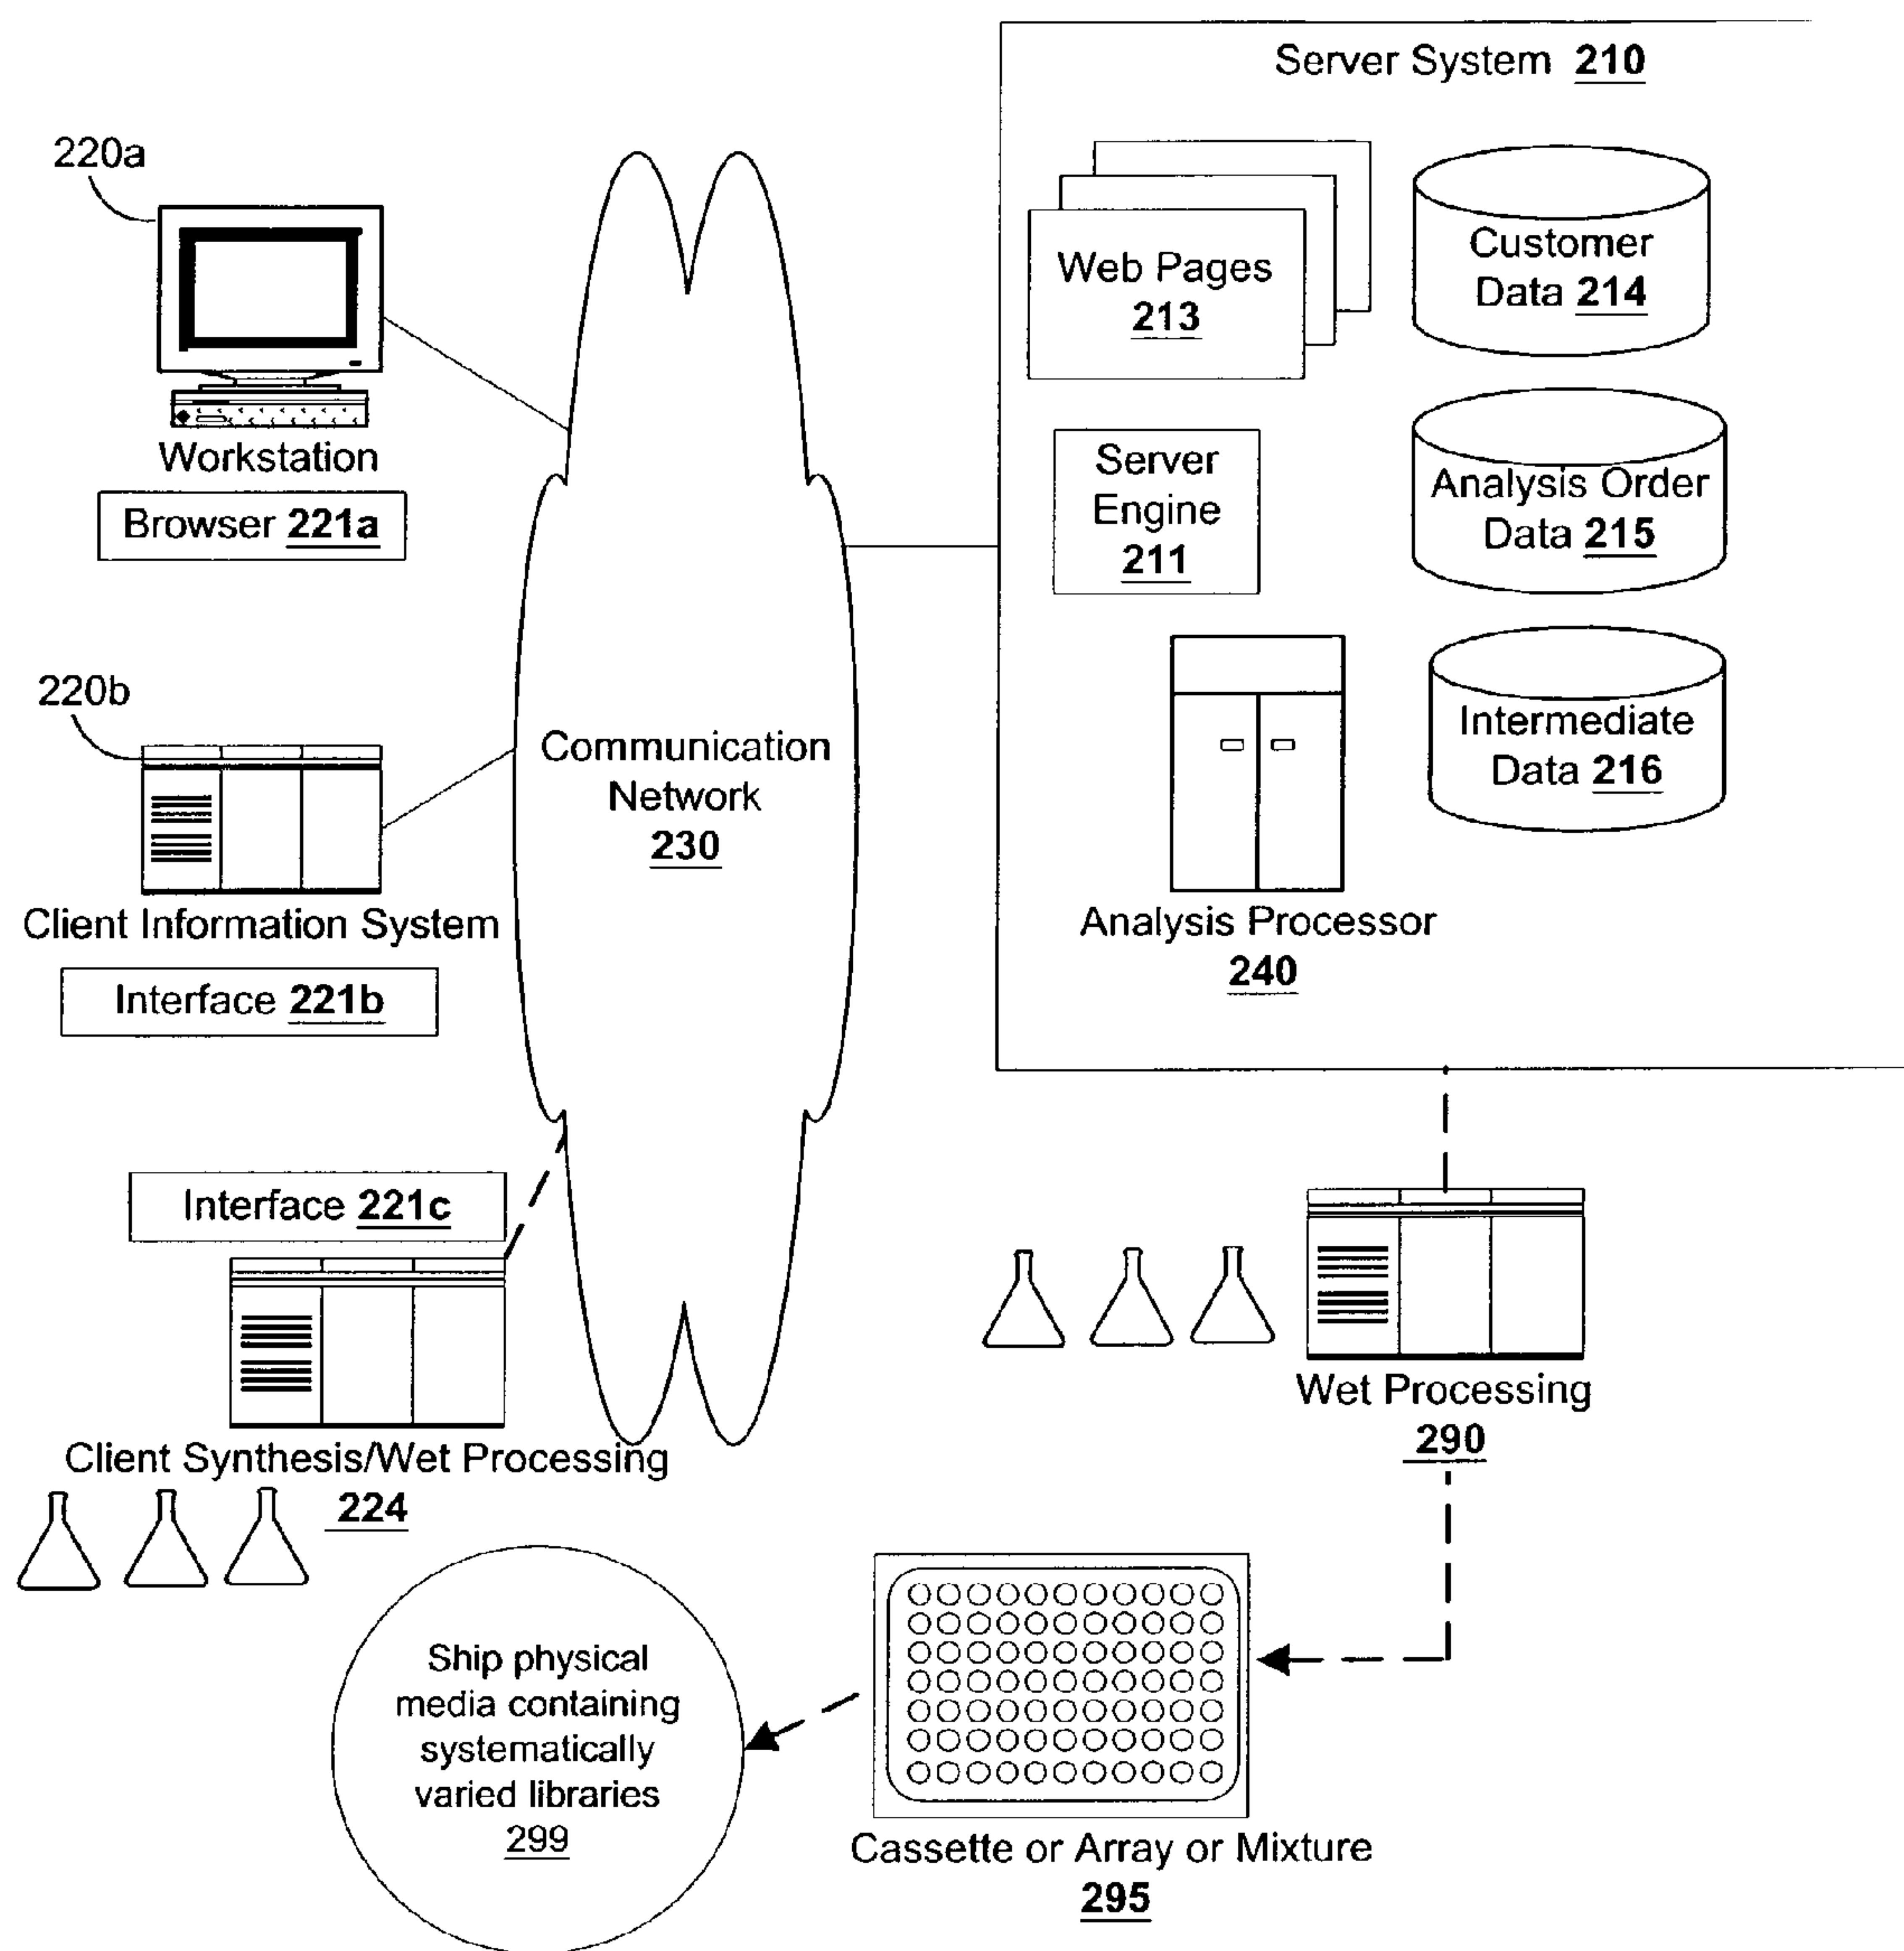 Server System 210
220a
Web Pages
213
Customer
Data 214
Workstation
Browser 221a
Server
Engine
211
Analysis Order
Data 215
220b
Communication
Network
230
Intermediate
Data 216
Client Information System
Interface 221b
Analysis Processor
240
Interface 221c
Client Synthesis/Wet Processing
224
Wet Processing
290
Ship physical
media containing
systematically
varied libraries
299
Cassette or Array or Mixture
295